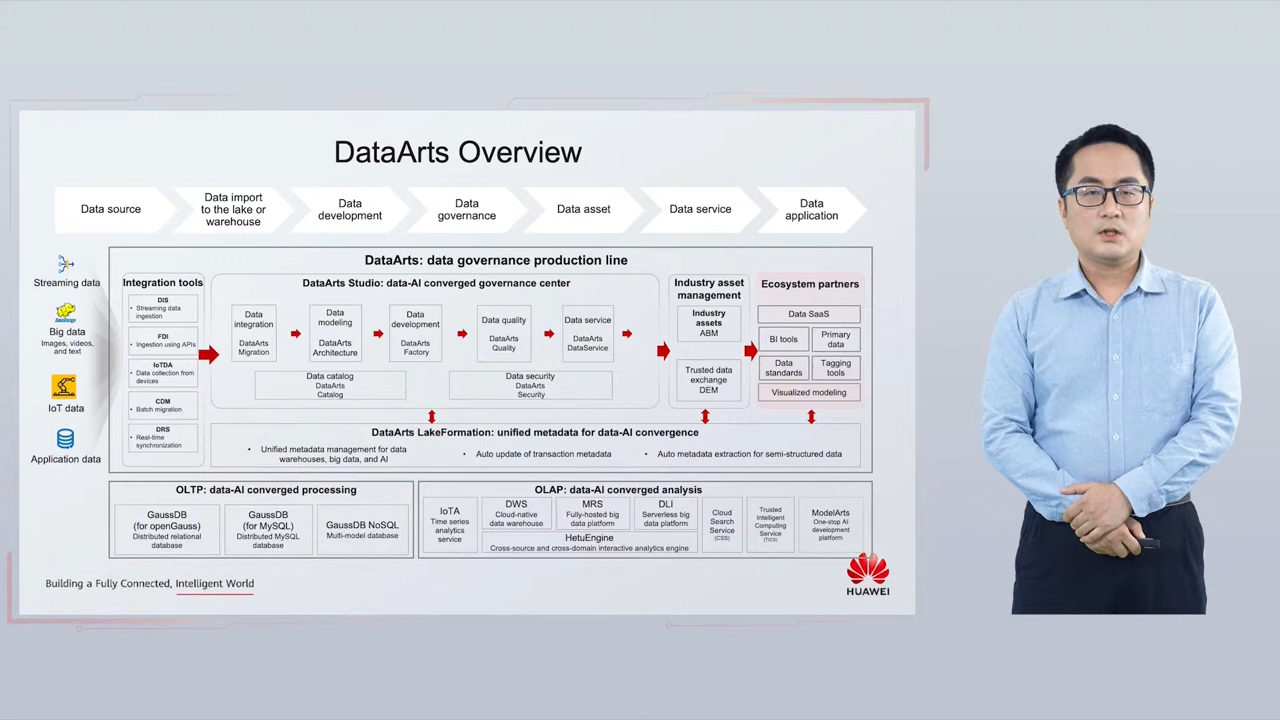 DataArts Overview
Data source
Data import
to the lake or
warehouse
Data
development
Data
governance
Data asset
Data service
Data
application
Streaming data
Big data
Images, videos,
and text
IoT data
Application data
DataArts: data governance production line
Integration tools
DIS
• Streaming data
ingestion
FDI
• Ingestion using APIs
IoTDA
• Data collection from
devices
CDM
• Batch migration
DRS
• Real-time
synchronization
DataArts Studio: data-AI converged governance center
Data
integration
DataArts
Migration
Data
modeling
DataArts
Architecture
Data
development
DataArts
Factory
Data quality
DataArts
Quality
Data service
DataArts
DataService
Data catalog
DataArts
Catalog
Data security
DataArts
Security
Industry asset
management
Industry
assets
ABM
Trusted data
exchange
DEM
Ecosystem partners
Data SaaS
BI tools
Primary
data
Data
standards
Tagging
tools
Visualized modeling
DataArts LakeFormation: unified metadata for data-AI convergence
• Unified metadata management for data
warehouses, big data, and AI
• Auto update of transaction metadata
• Auto metadata extraction for semi-structured data
OLTP: data-AI converged processing
GaussDB
(for openGauss)
Distributed relational
database
GaussDB
(for MySQL)
Distributed MySQL
database
GaussDB NoSQL
Multi-model database
OLAP: data-AI converged analysis
IoTA
Time series
analytics
service
DWS
Cloud-native
data warehouse
MRS
Fully-hosted big
data platform
DLI
Serverless big
data platform
HetuEngine
Cross-source and cross-domain interactive analytics engine
Cloud
Search
Service
(CSS)
Trusted
Intelligent
Computing
Service
(TICS)
ModelArts
One-stop AI
development
platform
Building a Fully Connected, Intelligent World
HUAWEI